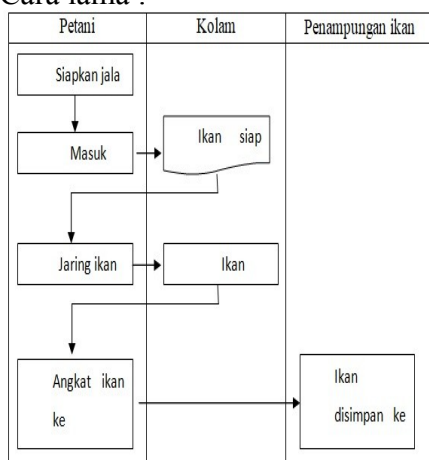 Cara lama :
Petani Kolam Penampungan ikan
Siapkan jala
Masuk
Ikan siap
Jaring ikan
Ikan
Angkat ikan
ke
Ikan
disimpan ke